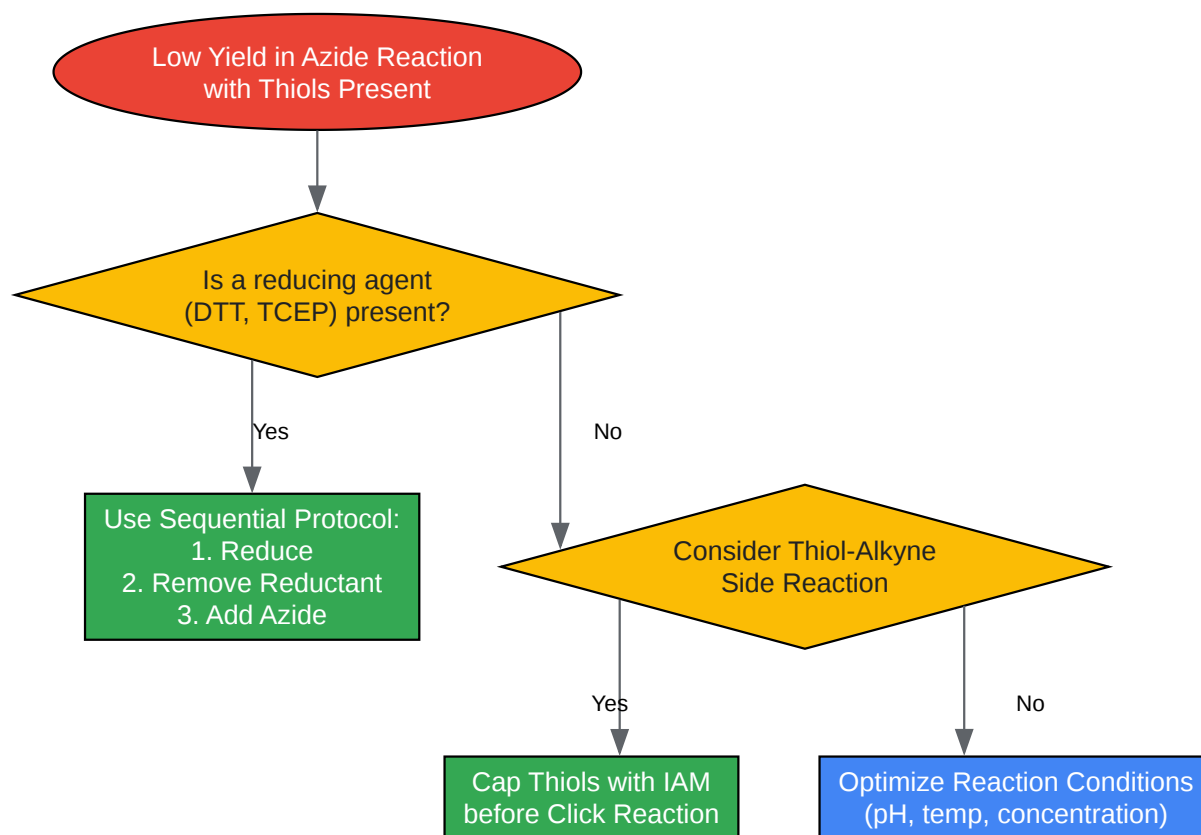 Low Yield in Azide Reaction
with Thiols Present
Is a reducing agent
(DTT, TCEP) present?
Yes
No
Use Sequential Protocol:
1. Reduce
2. Remove Reductant
3. Add Azide
Consider Thiol-Alkyne
Side Reaction
Yes
No
Cap Thiols with IAM
before Click Reaction
Optimize Reaction Conditions
(pH, temp, concentration)